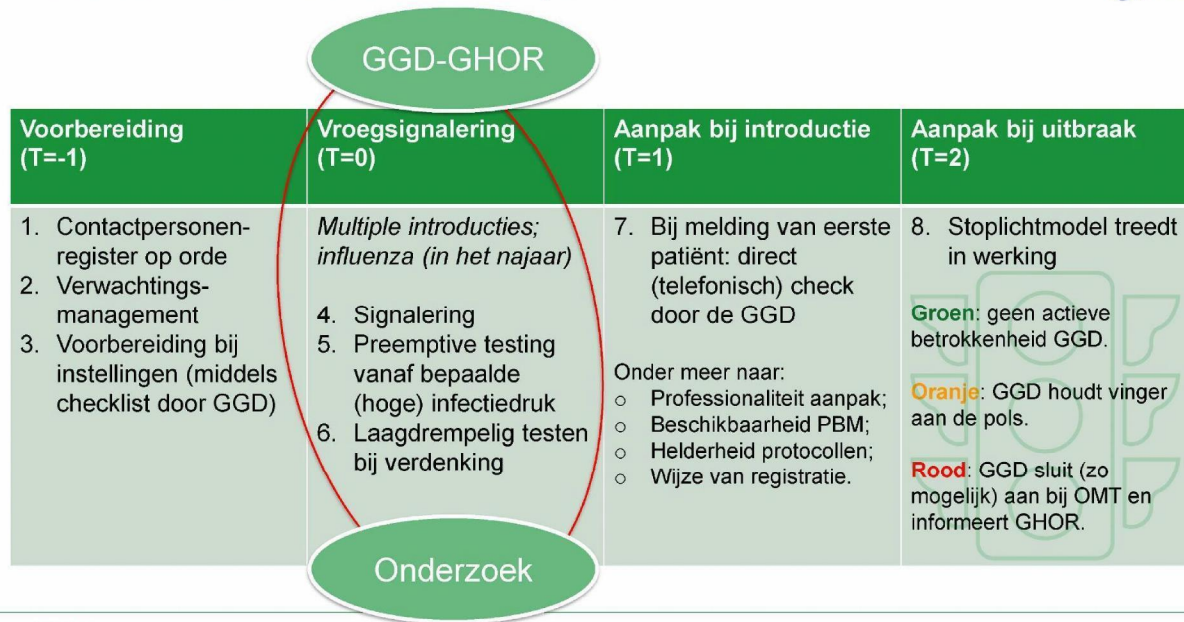 GGD-GHOR
Voorbereiding
(T=-1)
1. Contactpersonen-
register op orde
2. Verwachtings-
management
3. Voorbereiding bij
instellingen (middels
checklist door GGD)
Vroegsignalering
(T=0)
Multiple introducties;
influenza (in het najaar)
4. Signalering
5. Preemptive testing
vanaf bepaalde
(hoge) infectiedruk
6. Laagdrempelig testen
bij verdenking
Aanpak bij introductie
(T=1)
7. Bij melding van eerste
patiënt: direct
(telefonisch) check
door de GGD
Onder meer naar:
o Professionaliteit aanpak;
o Beschikbaarheid PBM;
o Helderheid protocollen;
o Wijze van registratie.
Aanpak bij uitbraak
(T=2)
8. Stoplichtmodel treedt
in werking
Groen: geen actieve
betrokkenheid GGD.
Oranje: GGD houdt vinger
aan de pols.
Rood: GGD sluit (zo
mogelijk) aan bij OMT en
informeert GHOR.
Onderzoek